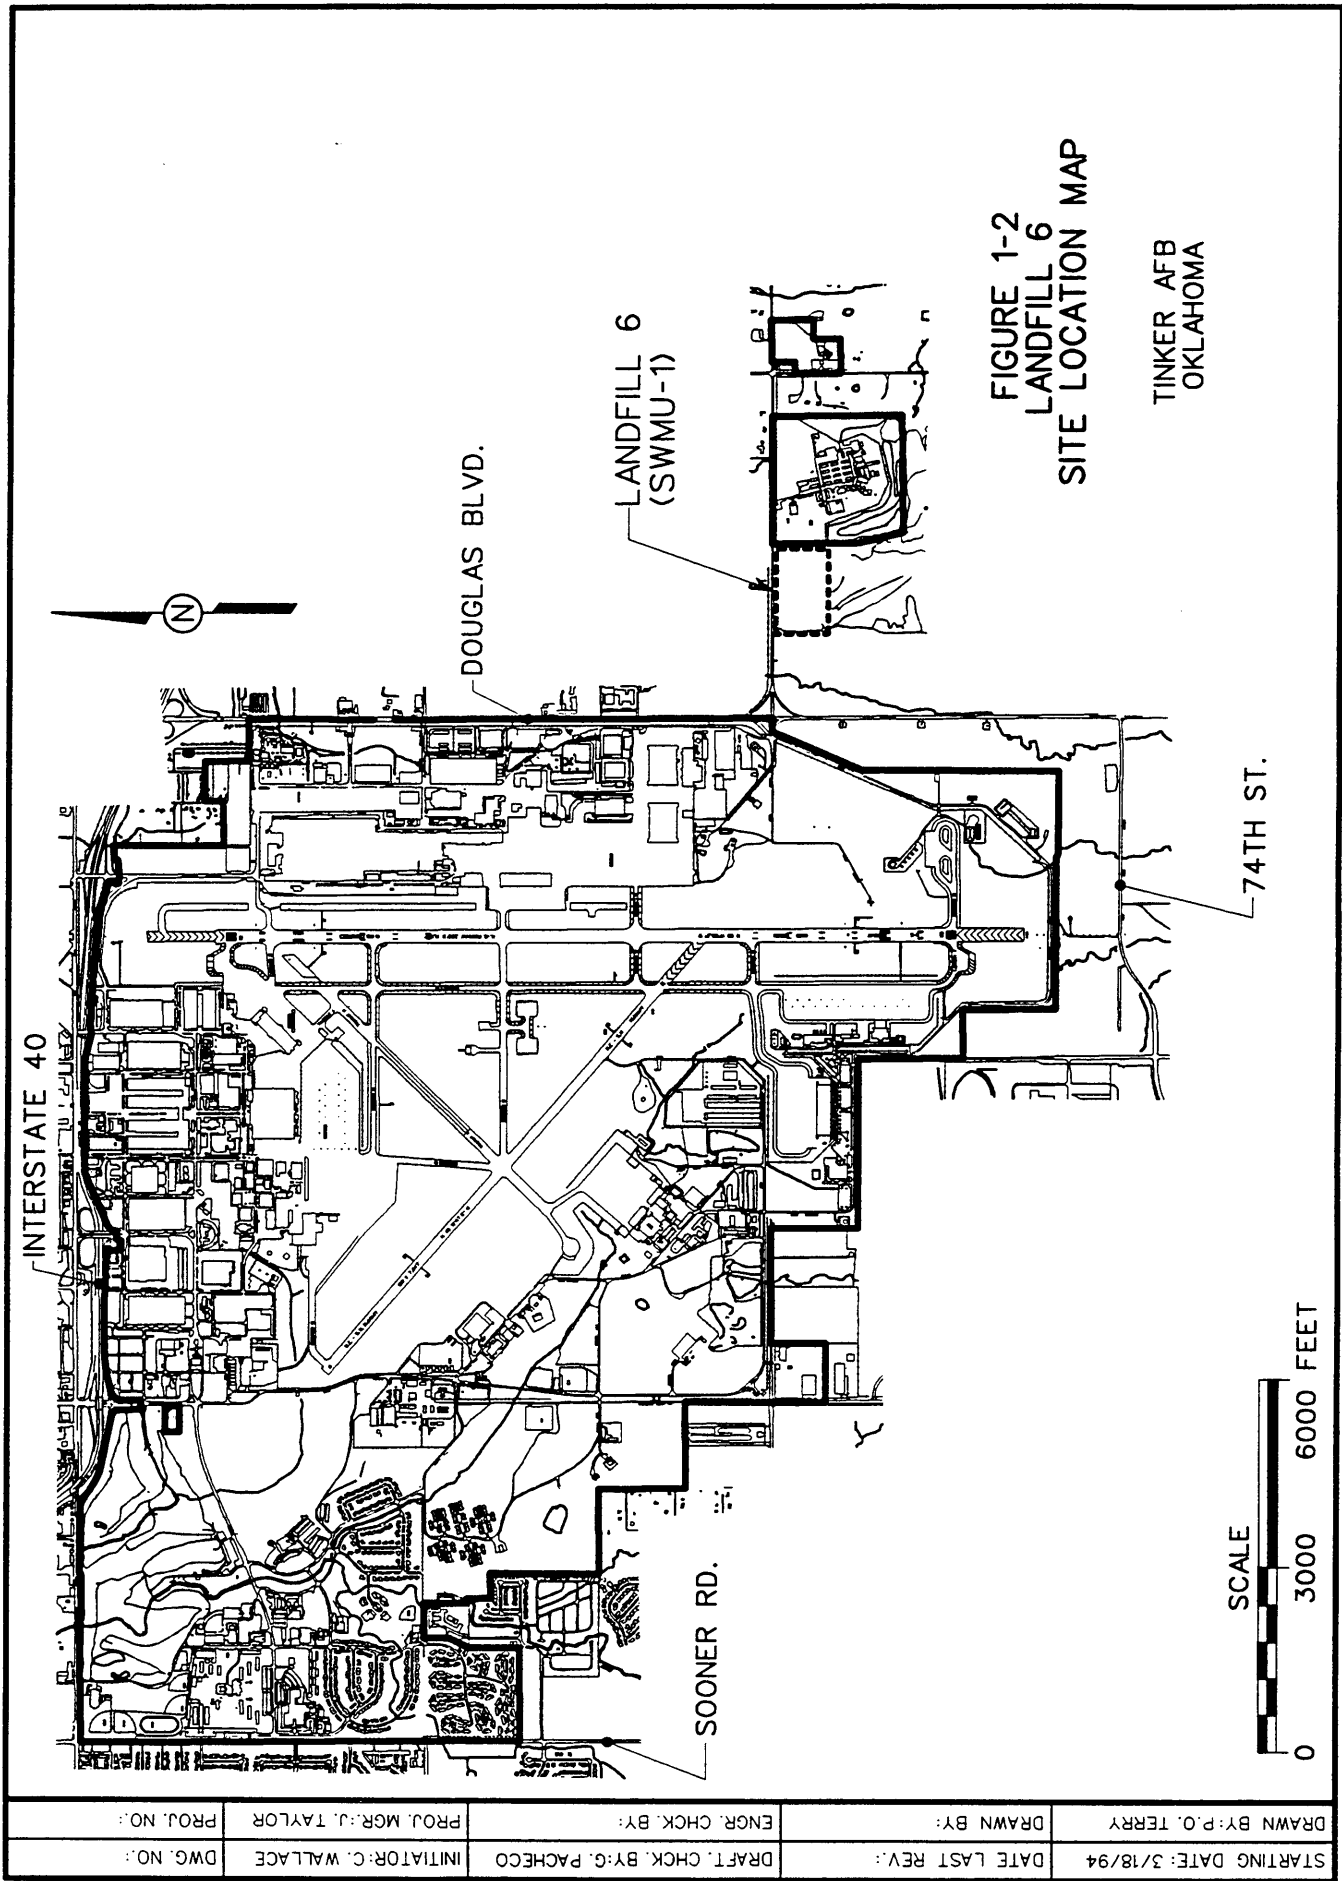 STARTING DATE: 3/18/94
DATE LAST REV.:
DRAFT. CHCK. BY: G. PACHECO
INITIATOR: C. WALLACE
DWG. NO.:
DRAWN BY: P.O. TERRY
DRAWN BY:
ENGR. CHCK. BY:
PROJ. MGR.: J. TAYLOR
PROJ. NO.:
INTERSTATE 40
N
DOUGLAS BLVD.
LANDFILL 6
(SWMU-1)
SOONER RD.
74TH ST.
SCALE
0 3000 6000 FEET
FIGURE 1-2
LANDFILL 6
SITE LOCATION MAP
TINKER AFB
OKLAHOMA